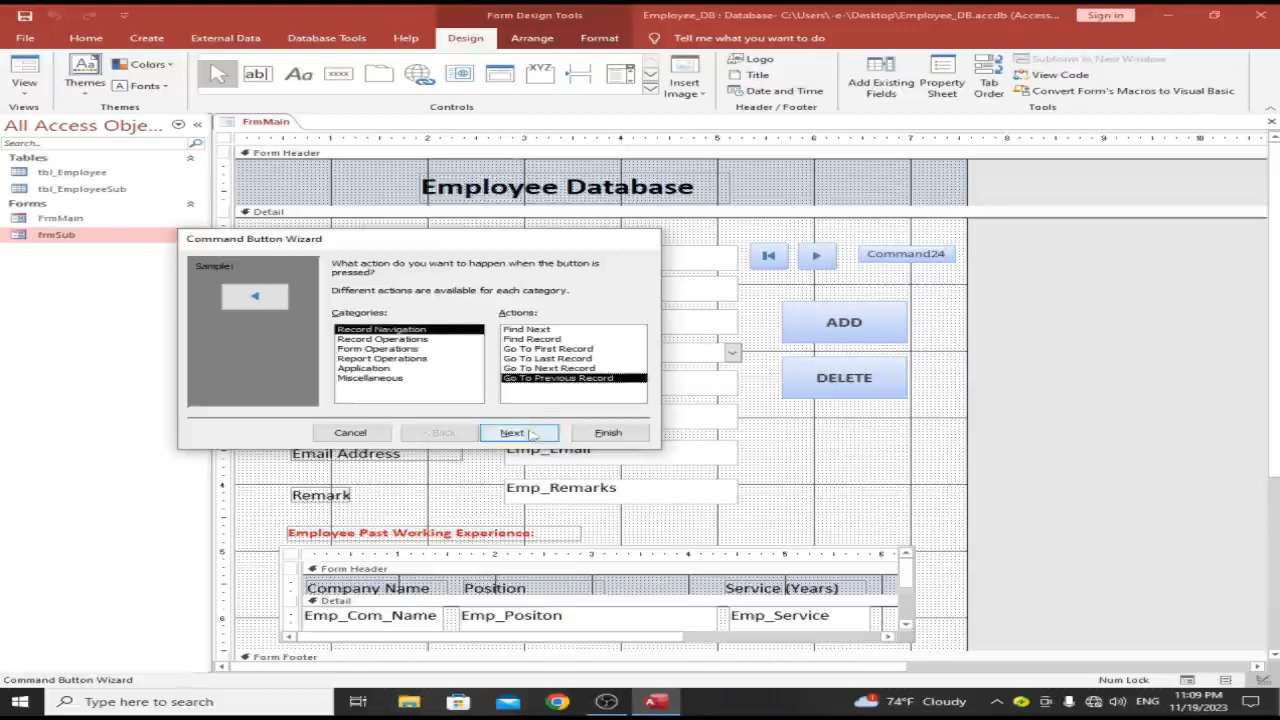 Form Design Tools
Employee_DB : Database- C:\Users\ -e-\Desktop\Employee_DB.accdb (Access...
Sign in
File Home Create External Data Database Tools Help Design Arrange Format Tell me what you want to do
View
Themes
Colors
Fonts
Aa
XYZ
Insert Image
Logo
Title
Date and Time
Add Existing Fields
Property Sheet
Tab Order
Subform in New Window
View Code
Convert Form's Macros to Visual Basic
Views Themes Controls Header / Footer Tools
All Access Obje...
Search...
Tables
tbl_Employee
tbl_EmployeeSub
Forms
FrmMain
frmSub
FrmMain
Form Header
Employee Database
Detail
Command Button Wizard
Sample:
What action do you want to happen when the button is
pressed?
Different actions are available for each category.
Categories: Actions:
Record Navigation
Record Operations
Form Operations
Report Operations
Application
Miscellaneous
Find Next
Find Record
Go To First Record
Go To Last Record
Go To Next Record
Go To Previous Record
Cancel < Back Next > Finish
Command24
ADD
DELETE
Email Address Emp_Email
Remark Emp_Remarks
Employee Past Working Experience:
Form Header
Company Name Position Service (Years)
Detail
Emp_Com_Name Emp_Positon Emp_Service
Form Footer
Command Button Wizard
Num Lock
Type here to search
74°F Cloudy
ENG
11:09 PM
11/19/2023